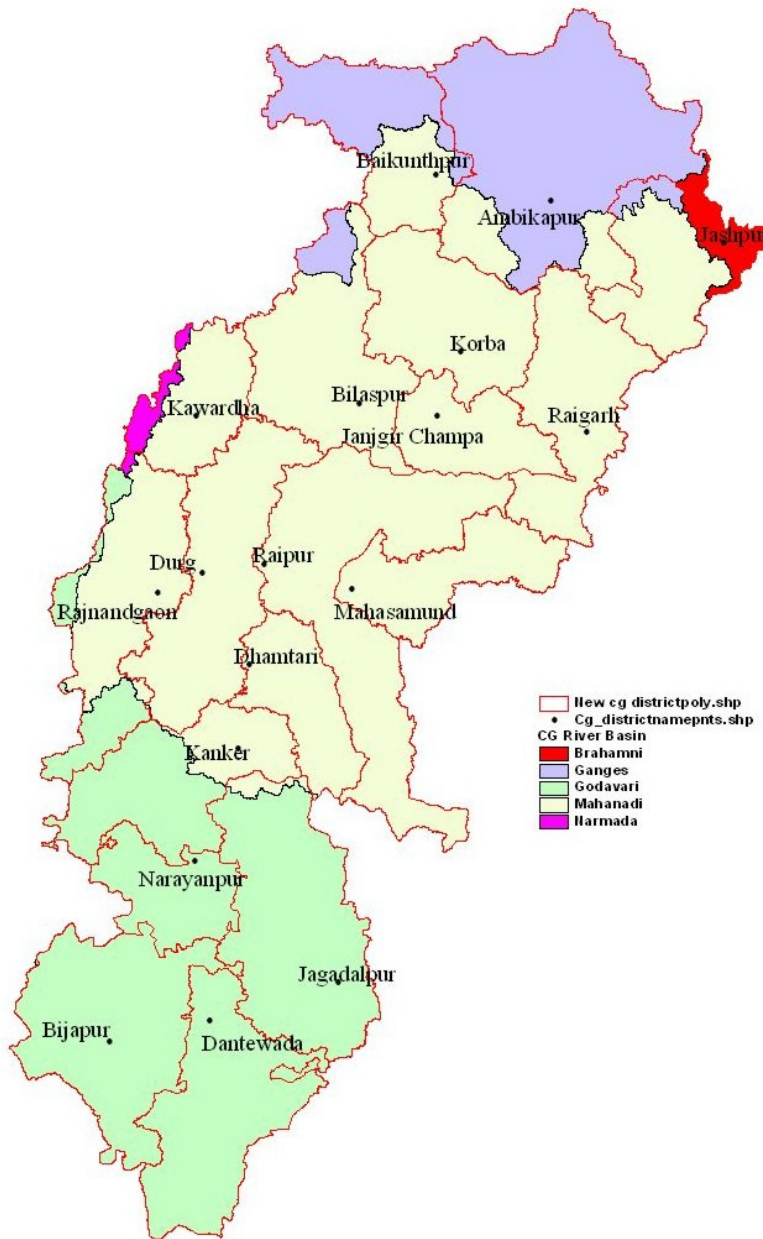 Baikunthpur
Ambikapur
Jashpur
Korba
Bilaspur
Kawardha
Janjgir Champa
Raigarh
Raipur
Durg
Rajnandgaon
Mahasamund
Dhamtari
New cg districtpoly.shp
Cg_districtnamepnts.shp
CG River Basin
Brahamni
Ganges
Godavari
Mahanadi
Narmada
Kanker
Narayanpur
Jagadalpur
Bijapur
Dantewada